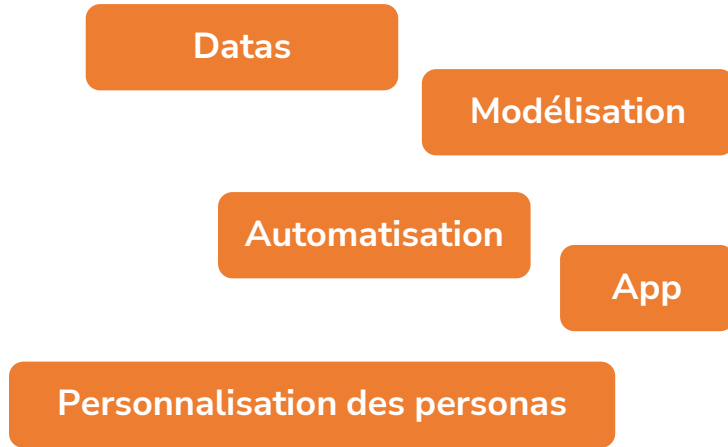 Datas
Modélisation
Automatisation
App
Personnalisation des personas